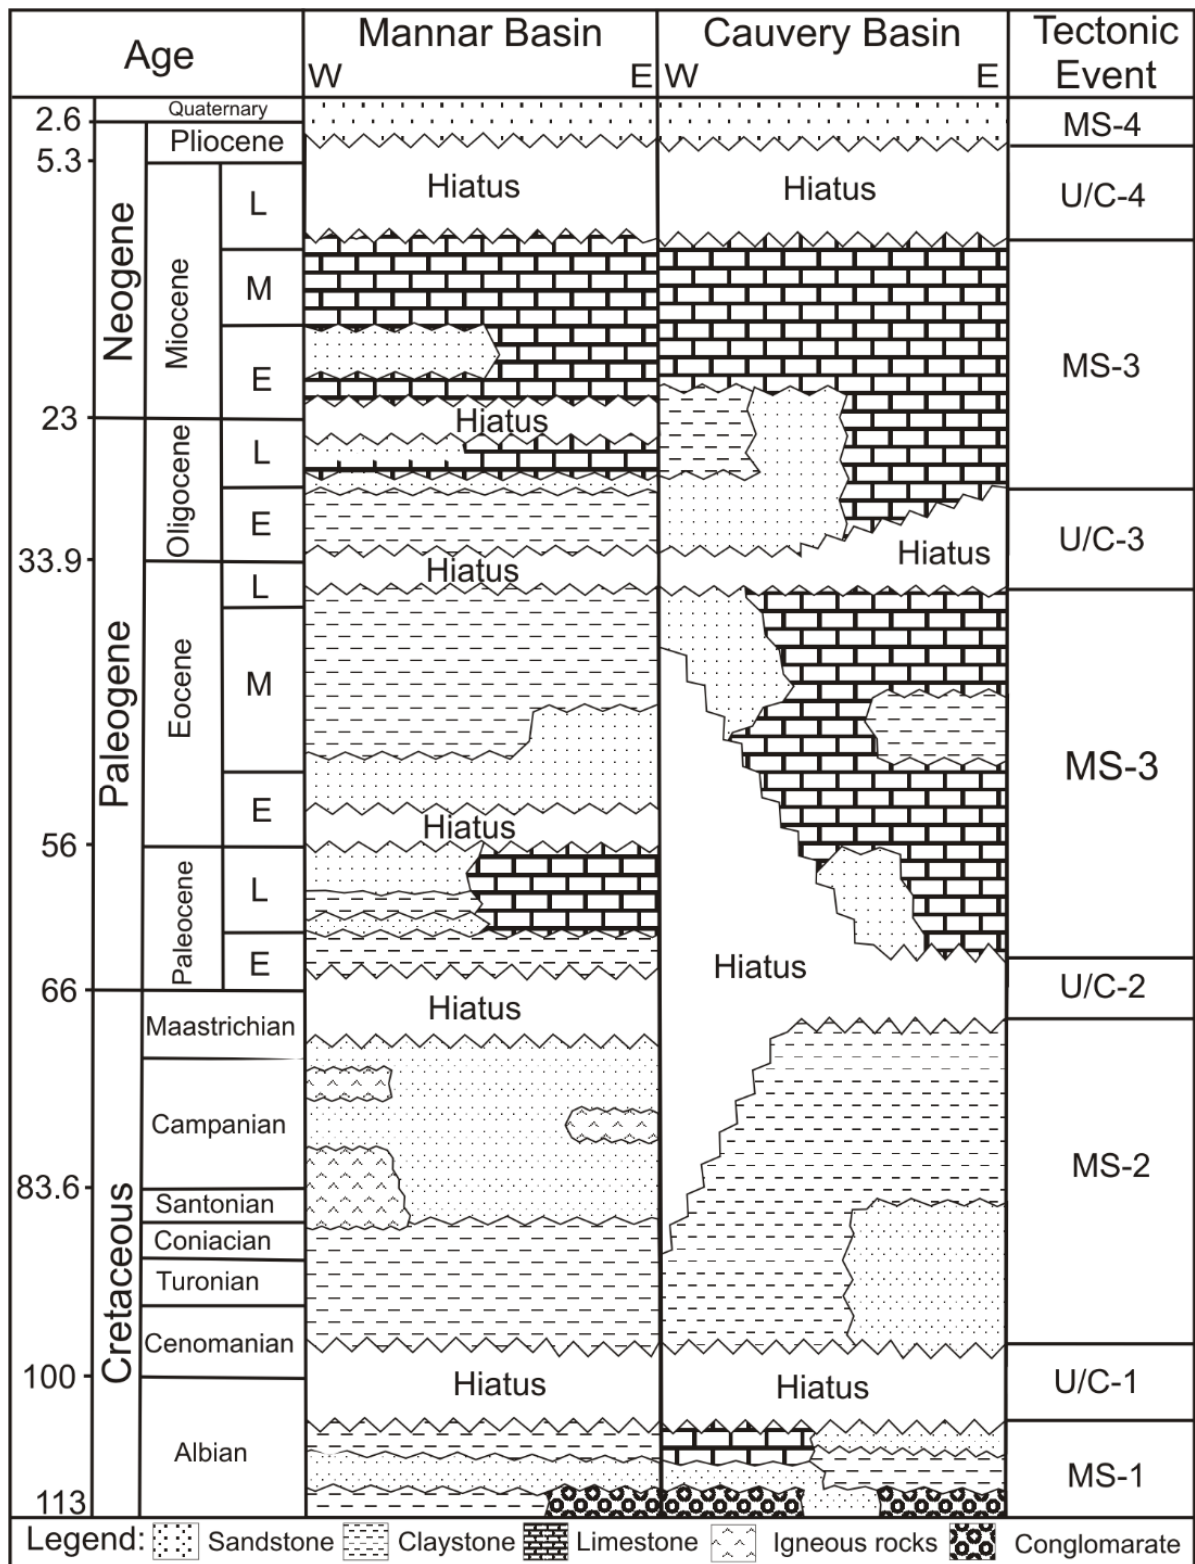 Age
Mannar Basin
W E
Cauvery Basin
W E
Tectonic
Event
2.6
5.3
23
33.9
56
66
83.6
100
113
Neogene
Paleogene
Cretaceous
Quaternary
Pliocene
Miocene
L
M
E
Oligocene
L
E
Eocene
L
M
E
Paleocene
L
E
Maastrichian
Campanian
Santonian
Coniacian
Turonian
Cenomanian
Albian
Hiatus
Hiatus
Hiatus
Hiatus
Hiatus
Hiatus
Hiatus
Hiatus
Hiatus
Hiatus
MS-4
U/C-4
MS-3
U/C-3
MS-3
U/C-2
MS-2
U/C-1
MS-1
Legend: Sandstone Claystone Limestone Igneous rocks Conglomarate